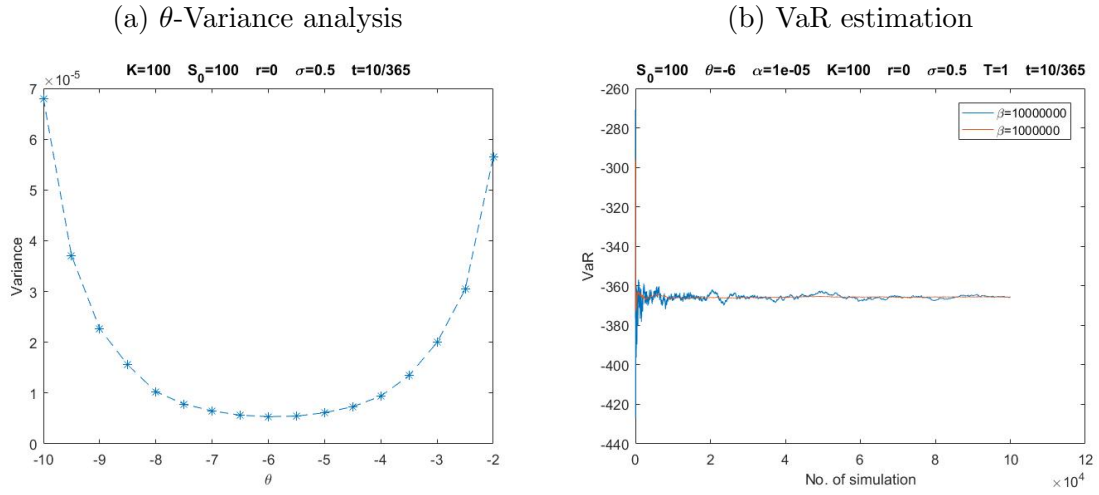 (a) θ-Variance analysis
K=100 S₀=100 r=0 σ=0.5 t=10/365
×10⁻⁵
7
6
5
4
3
2
1
0
Variance
-10 -9 -8 -7 -6 -5 -4 -3 -2
θ
(b) VaR estimation
S₀=100 θ=-6 α=1e-05 K=100 r=0 σ=0.5 T=1 t=10/365
-260
-280
-300
-320
-340
-360
-380
-400
-420
-440
VaR
β=10000000
β=1000000
0 2 4 6 8 10 12
No. of simulation
×10⁴